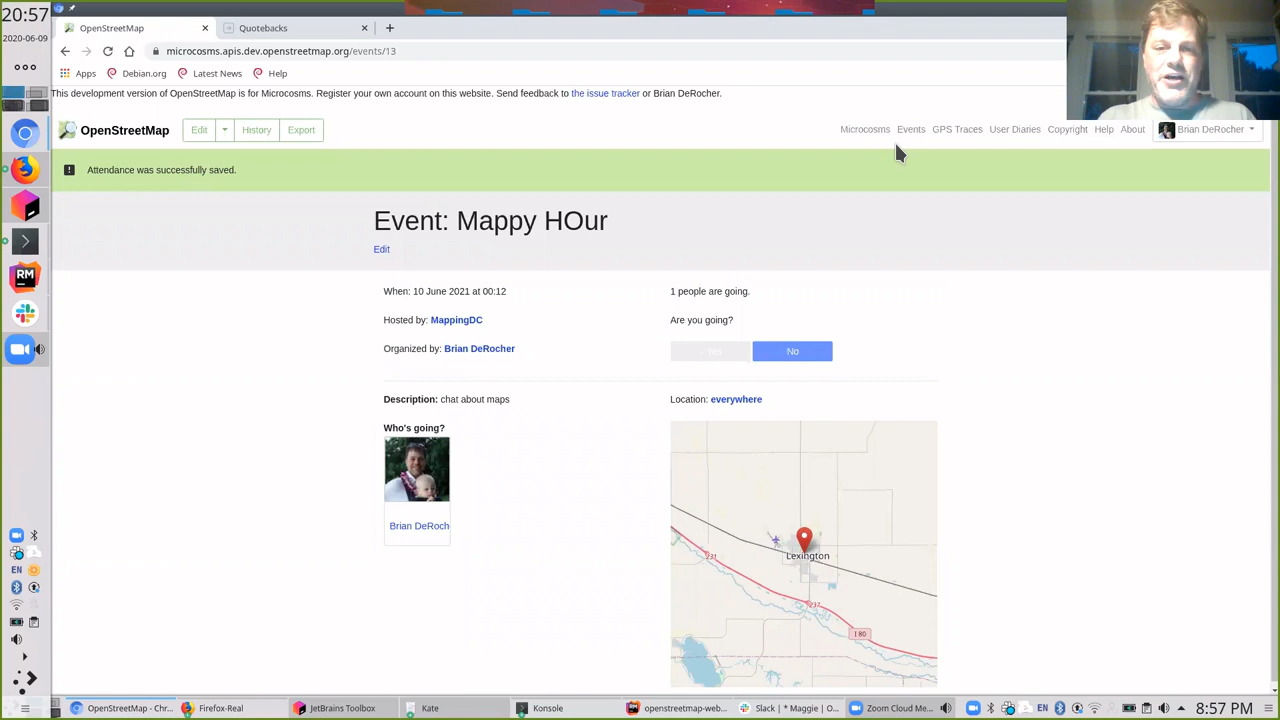 20:57
2020-06-09
OpenStreetMap
Quotebacks
microcosms.apis.dev.openstreetmap.org/events/13
Apps
Debian.org
Latest News
Help
This development version of OpenStreetMap is for Microcosms. Register your own account on this website. Send feedback to the issue tracker or Brian DeRocher.
OpenStreetMap
Edit
History
Export
Microcosms
Events
GPS Traces
User Diaries
Copyright
Help
About
Brian DeRocher
Attendance was successfully saved.
Event: Mappy HOur
Edit
When: 10 June 2021 at 00:12
Hosted by: MappingDC
Organized by: Brian DeRocher
1 people are going.
Are you going?
Yes
No
Description: chat about maps
Location: everywhere
Who's going?
Brian DeRoch
Lexington
231
237
I 80
RM
EN
OpenStreetMap - Chr...
Firefox-Real
JetBrains Toolbox
Kate
Konsole
openstreetmap-web...
Slack | * Maggie | O...
Zoom Cloud Me...
EN
8:57 PM